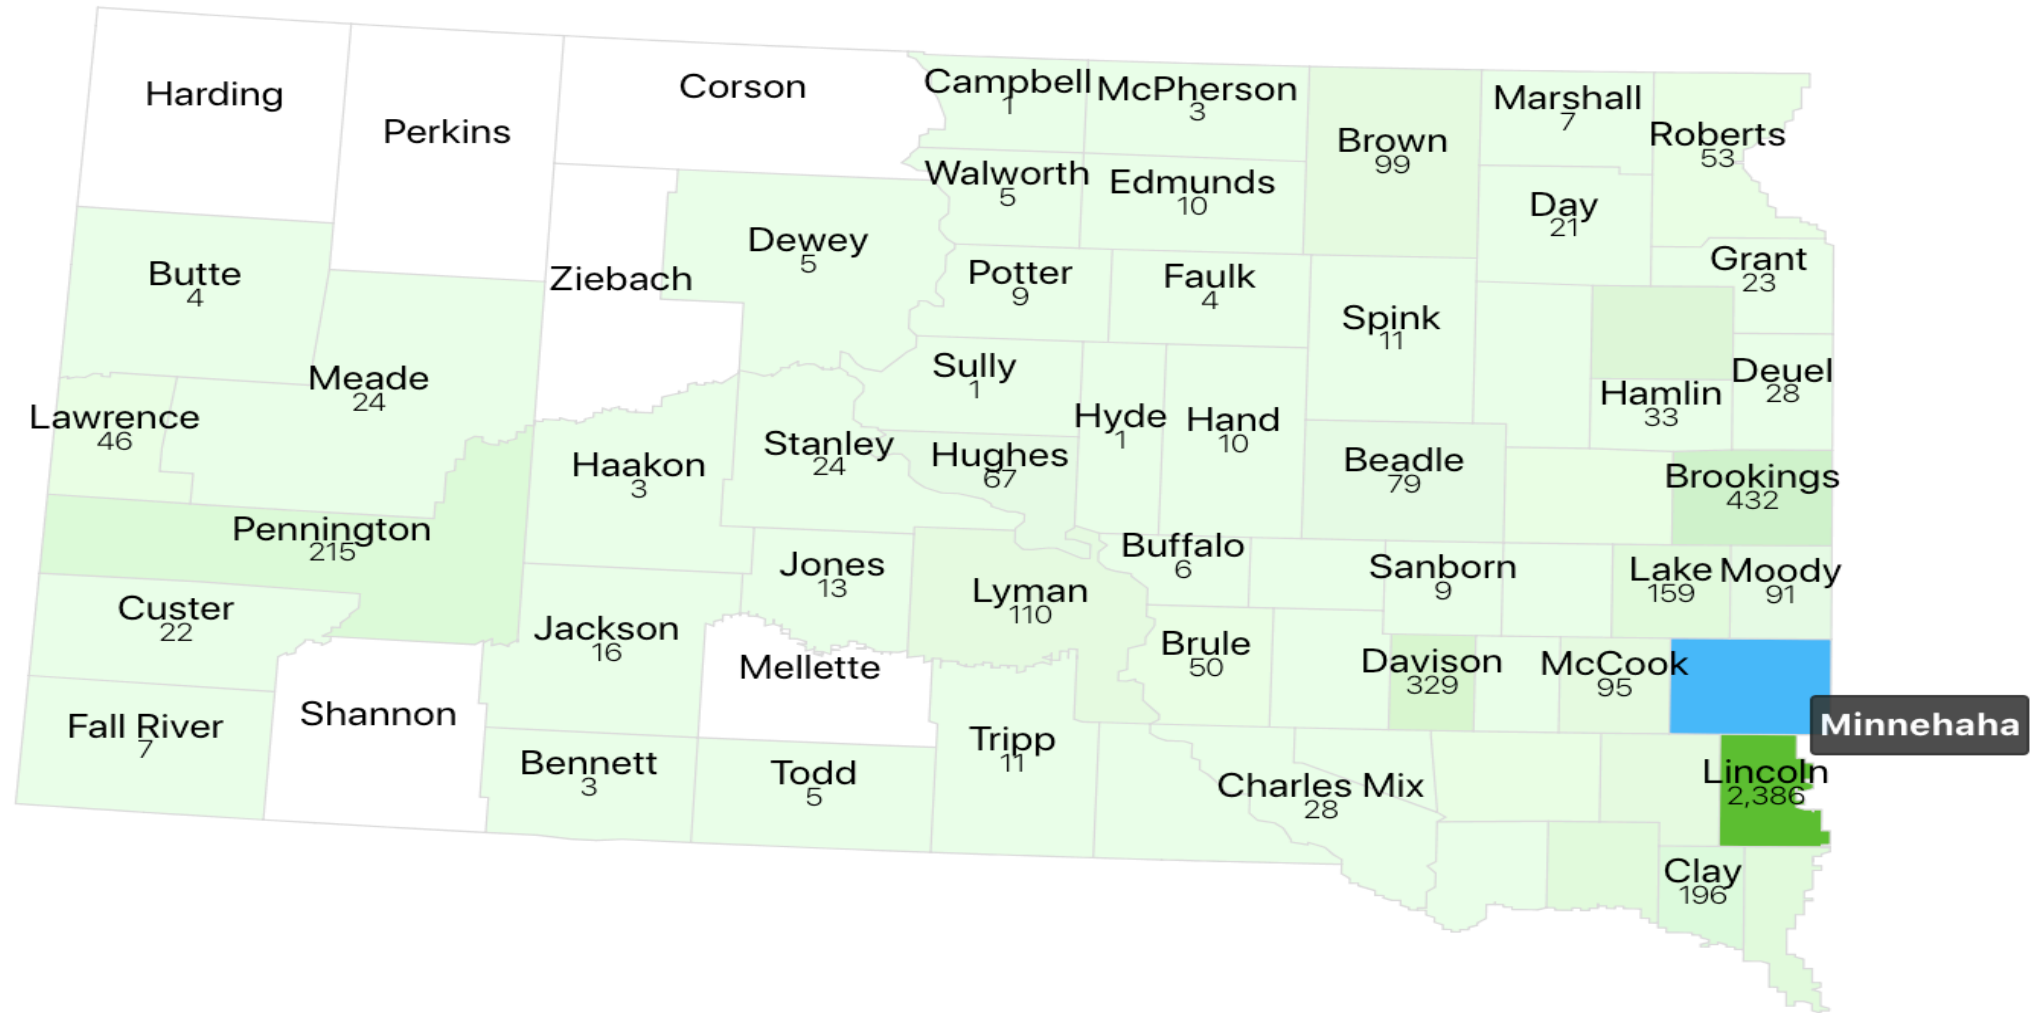 Harding
Perkins
Corson
Campbell
1
McPherson
3
Brown
99
Marshall
7
Roberts
53
Walworth
5
Edmunds
10
Day
21
Dewey
5
Butte
4
Ziebach
Potter
9
Faulk
4
Grant
23
Spink
11
Meade
24
Sully
1
Deuel
28
Hamlin
33
Lawrence
46
Hyde
1
Hand
10
Stanley
24
Haakon
3
Hughes
67
Beadle
79
Brookings
432
Pennington
215
Buffalo
6
Jones
13
Sanborn
9
Lake
159
Moody
91
Lyman
110
Custer
22
Jackson
16
Brule
50
Mellette
Davison
329
McCook
95
Shannon
Fall River
7
Minnehaha
Tripp
11
Bennett
3
Todd
5
Charles Mix
28
Lincoln
2,386
Clay
196